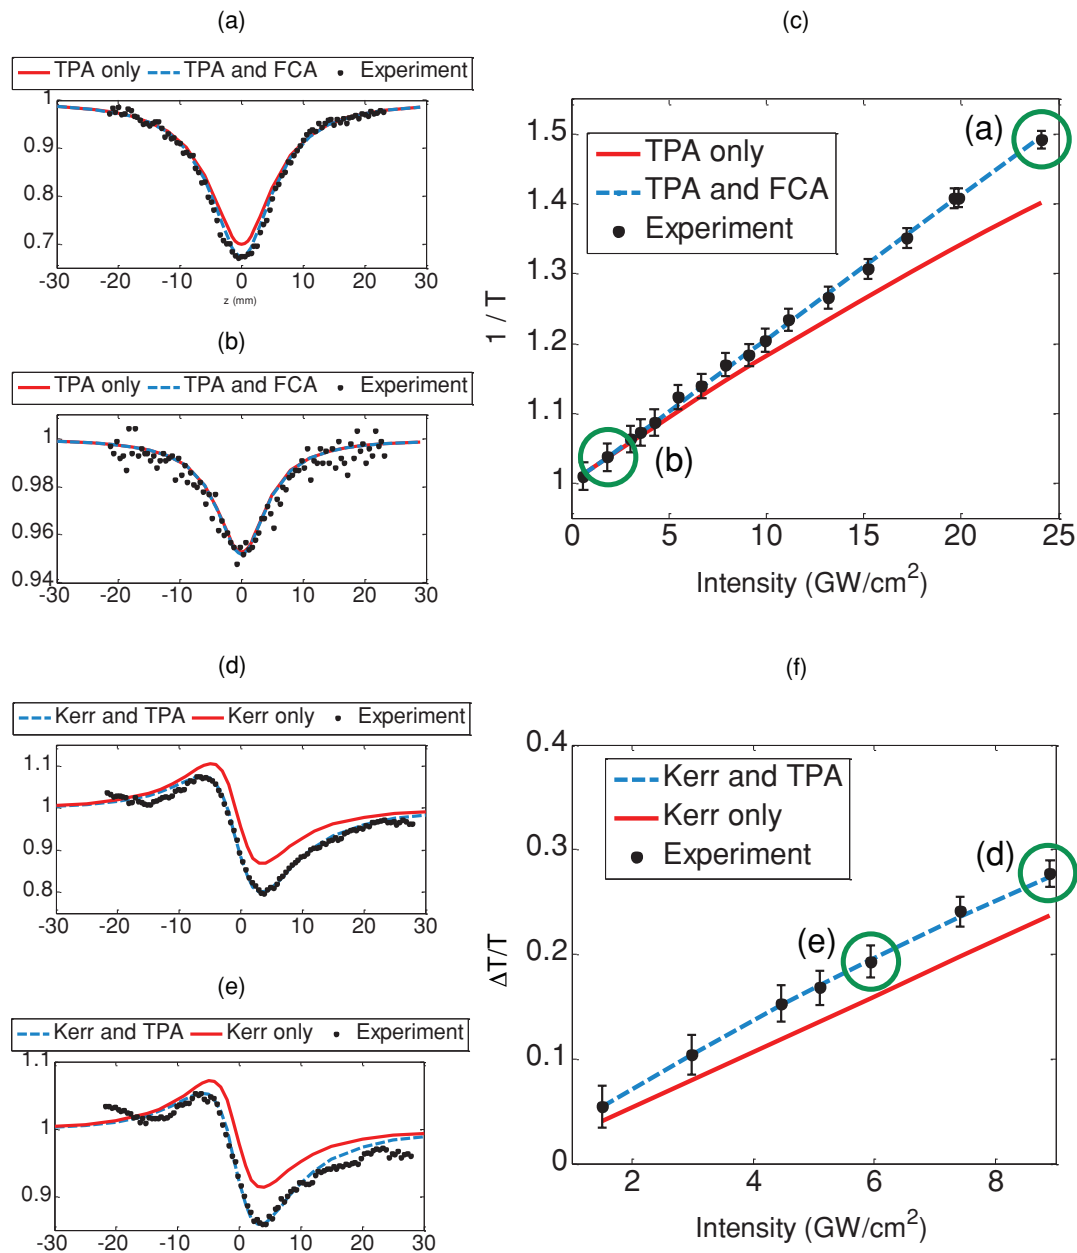 (a)
TPA only TPA and FCA Experiment
1
0.9
0.8
0.7
-30 -20 -10 0 10 20 30
z (mm)
(b)
TPA only TPA and FCA Experiment
1
0.98
0.96
0.94
-30 -20 -10 0 10 20 30
(c)
TPA only
TPA and FCA
Experiment
(a)
(b)
1.5
1.4
1.3
1.2
1.1
1
1 / T
0 5 10 15 20 25
Intensity (GW/cm²)
(d)
Kerr and TPA Kerr only Experiment
1.1
1
0.9
0.8
-30 -20 -10 0 10 20 30
(e)
Kerr and TPA Kerr only Experiment
1.1
1
0.9
-30 -20 -10 0 10 20 30
(f)
Kerr and TPA
Kerr only
Experiment
(d)
(e)
0.4
0.3
0.2
0.1
0
ΔT/T
2 4 6 8
Intensity (GW/cm²)